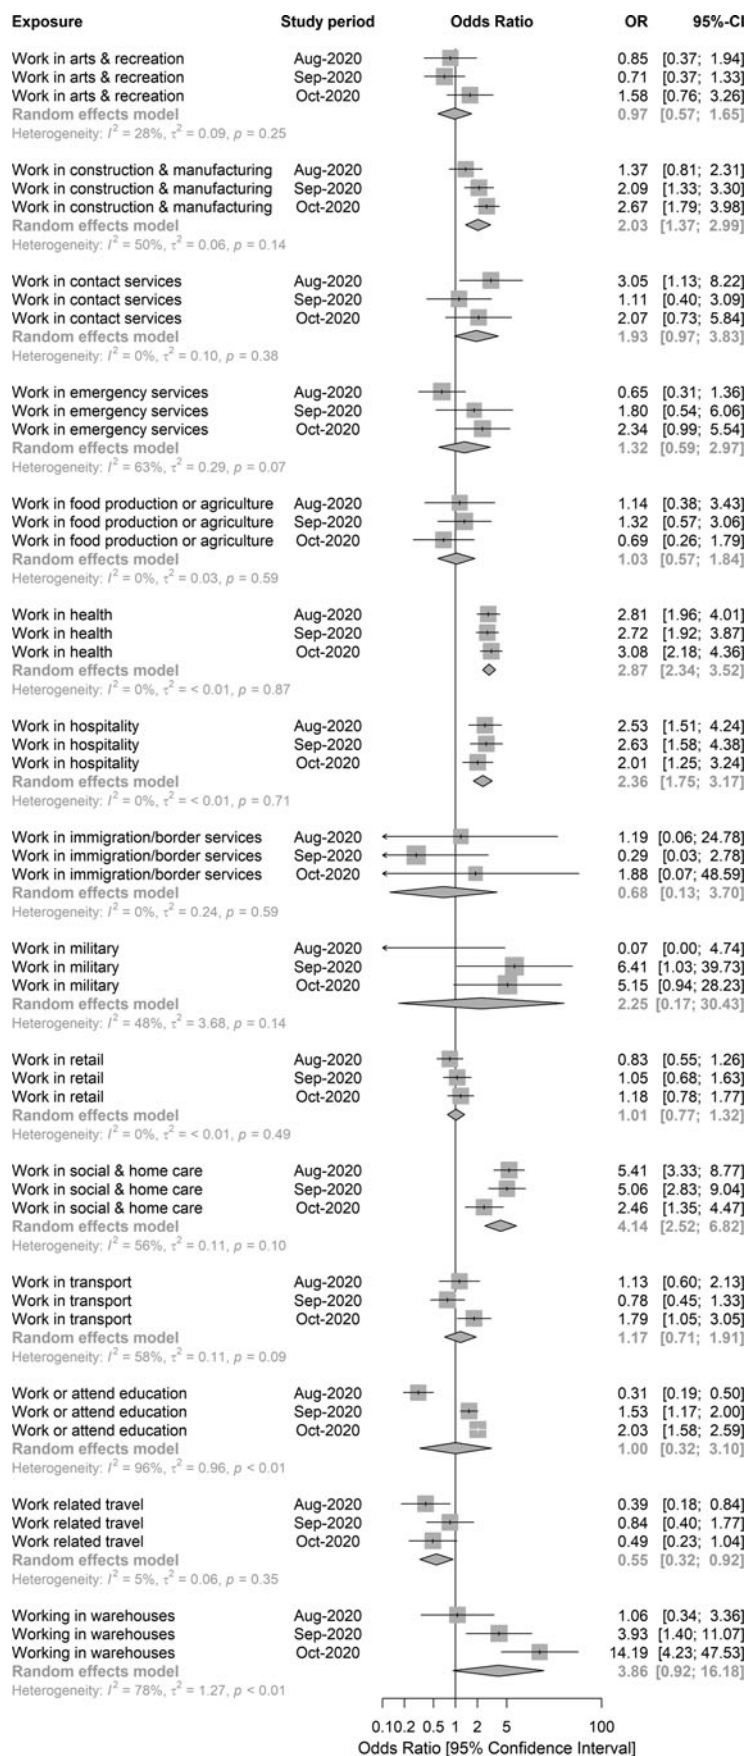 Exposure Study period Odds Ratio OR 95%-CI
Work in arts & recreation Aug-2020 0.85 [0.37; 1.94]
Work in arts & recreation Sep-2020 0.71 [0.37; 1.33]
Work in arts & recreation Oct-2020 1.58 [0.76; 3.26]
Random effects model 0.97 [0.57; 1.65]
Heterogeneity: I² = 28%, τ² = 0.09, p = 0.25
Work in construction & manufacturing Aug-2020 1.37 [0.81; 2.31]
Work in construction & manufacturing Sep-2020 2.09 [1.33; 3.30]
Work in construction & manufacturing Oct-2020 2.67 [1.79; 3.98]
Random effects model 2.03 [1.37; 2.99]
Heterogeneity: I² = 50%, τ² = 0.06, p = 0.14
Work in contact services Aug-2020 3.05 [1.13; 8.22]
Work in contact services Sep-2020 1.11 [0.40; 3.09]
Work in contact services Oct-2020 2.07 [0.73; 5.84]
Random effects model 1.93 [0.97; 3.83]
Heterogeneity: I² = 0%, τ² = 0.10, p = 0.38
Work in emergency services Aug-2020 0.65 [0.31; 1.36]
Work in emergency services Sep-2020 1.80 [0.54; 6.06]
Work in emergency services Oct-2020 2.34 [0.99; 5.54]
Random effects model 1.32 [0.59; 2.97]
Heterogeneity: I² = 63%, τ² = 0.29, p = 0.07
Work in food production or agriculture Aug-2020 1.14 [0.38; 3.43]
Work in food production or agriculture Sep-2020 1.32 [0.57; 3.06]
Work in food production or agriculture Oct-2020 0.69 [0.26; 1.79]
Random effects model 1.03 [0.57; 1.84]
Heterogeneity: I² = 0%, τ² = 0.03, p = 0.59
Work in health Aug-2020 2.81 [1.96; 4.01]
Work in health Sep-2020 2.72 [1.92; 3.87]
Work in health Oct-2020 3.08 [2.18; 4.36]
Random effects model 2.87 [2.34; 3.52]
Heterogeneity: I² = 0%, τ² = < 0.01, p = 0.87
Work in hospitality Aug-2020 2.53 [1.51; 4.24]
Work in hospitality Sep-2020 2.63 [1.58; 4.38]
Work in hospitality Oct-2020 2.01 [1.25; 3.24]
Random effects model 2.36 [1.75; 3.17]
Heterogeneity: I² = 0%, τ² = < 0.01, p = 0.71
Work in immigration/border services Aug-2020 1.19 [0.06; 24.78]
Work in immigration/border services Sep-2020 0.29 [0.03; 2.78]
Work in immigration/border services Oct-2020 1.88 [0.07; 48.59]
Random effects model 0.68 [0.13; 3.70]
Heterogeneity: I² = 0%, τ² = 0.24, p = 0.59
Work in military Aug-2020 0.07 [0.00; 4.74]
Work in military Sep-2020 6.41 [1.03; 39.73]
Work in military Oct-2020 5.15 [0.94; 28.23]
Random effects model 2.25 [0.17; 30.43]
Heterogeneity: I² = 48%, τ² = 3.68, p = 0.14
Work in retail Aug-2020 0.83 [0.55; 1.26]
Work in retail Sep-2020 1.05 [0.68; 1.63]
Work in retail Oct-2020 1.18 [0.78; 1.77]
Random effects model 1.01 [0.77; 1.32]
Heterogeneity: I² = 0%, τ² = < 0.01, p = 0.49
Work in social & home care Aug-2020 5.41 [3.33; 8.77]
Work in social & home care Sep-2020 5.06 [2.83; 9.04]
Work in social & home care Oct-2020 2.46 [1.35; 4.47]
Random effects model 4.14 [2.52; 6.82]
Heterogeneity: I² = 56%, τ² = 0.11, p = 0.10
Work in transport Aug-2020 1.13 [0.60; 2.13]
Work in transport Sep-2020 0.78 [0.45; 1.33]
Work in transport Oct-2020 1.79 [1.05; 3.05]
Random effects model 1.17 [0.71; 1.91]
Heterogeneity: I² = 58%, τ² = 0.11, p = 0.09
Work or attend education Aug-2020 0.31 [0.19; 0.50]
Work or attend education Sep-2020 1.53 [1.17; 2.00]
Work or attend education Oct-2020 2.03 [1.58; 2.59]
Random effects model 1.00 [0.32; 3.10]
Heterogeneity: I² = 96%, τ² = 0.96, p < 0.01
Work related travel Aug-2020 0.39 [0.18; 0.84]
Work related travel Sep-2020 0.84 [0.40; 1.77]
Work related travel Oct-2020 0.49 [0.23; 1.04]
Random effects model 0.55 [0.32; 0.92]
Heterogeneity: I² = 5%, τ² = 0.06, p = 0.35
Working in warehouses Aug-2020 1.06 [0.34; 3.36]
Working in warehouses Sep-2020 3.93 [1.40; 11.07]
Working in warehouses Oct-2020 14.19 [4.23; 47.53]
Random effects model 3.86 [0.92; 16.18]
Heterogeneity: I² = 78%, τ² = 1.27, p < 0.01
0.1 0.2 0.5 1 2 5 100
Odds Ratio [95% Confidence Interval]